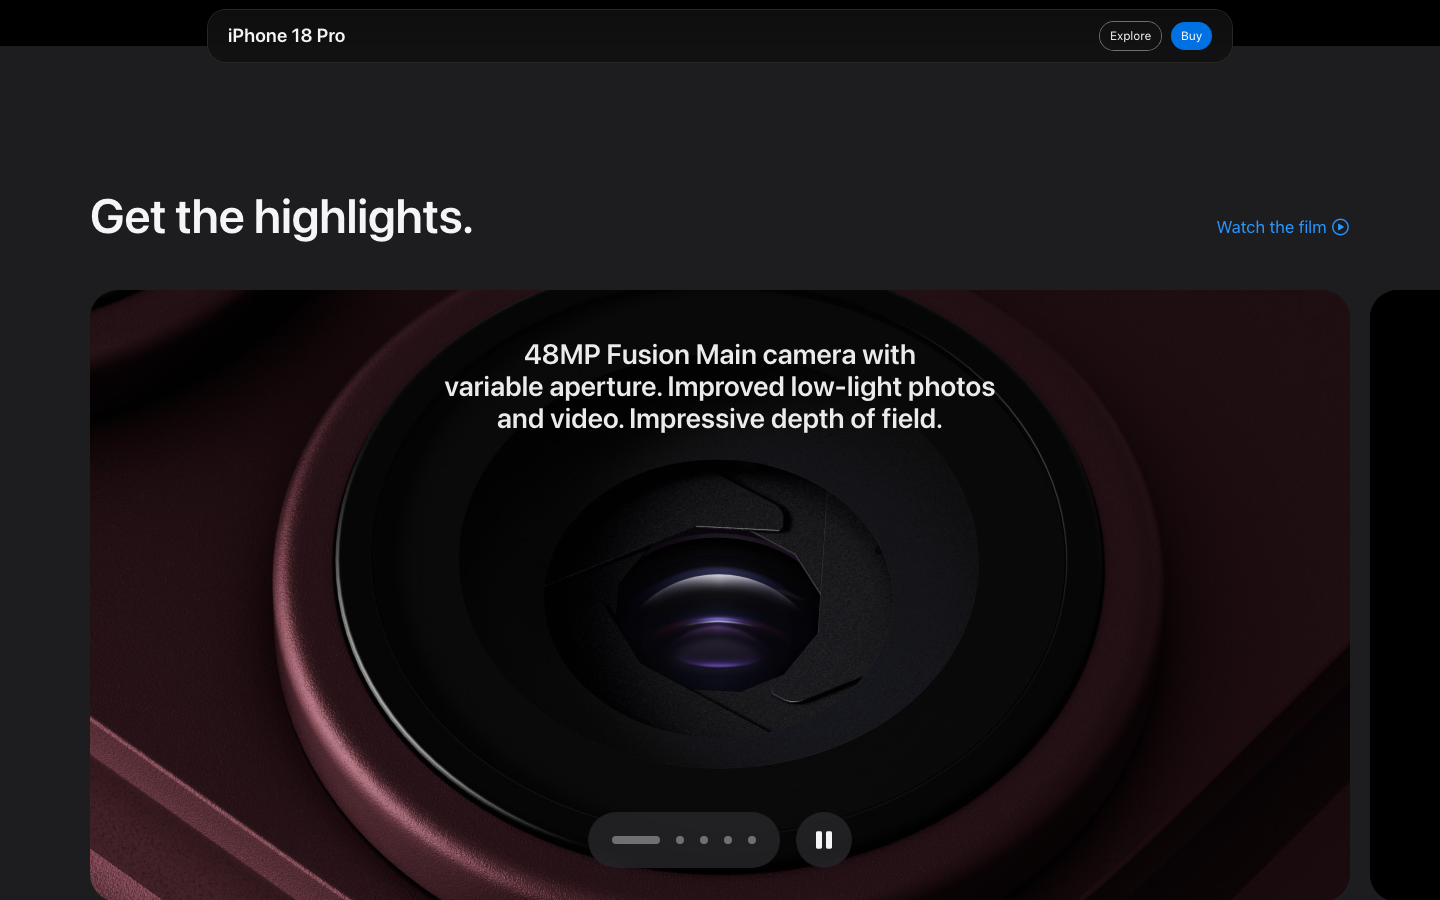 iPhone 18 Pro
Explore
Buy
Get the highlights.
Watch the film
48MP Fusion Main camera with
variable aperture. Improved low-light photos
and video. Impressive depth of field.